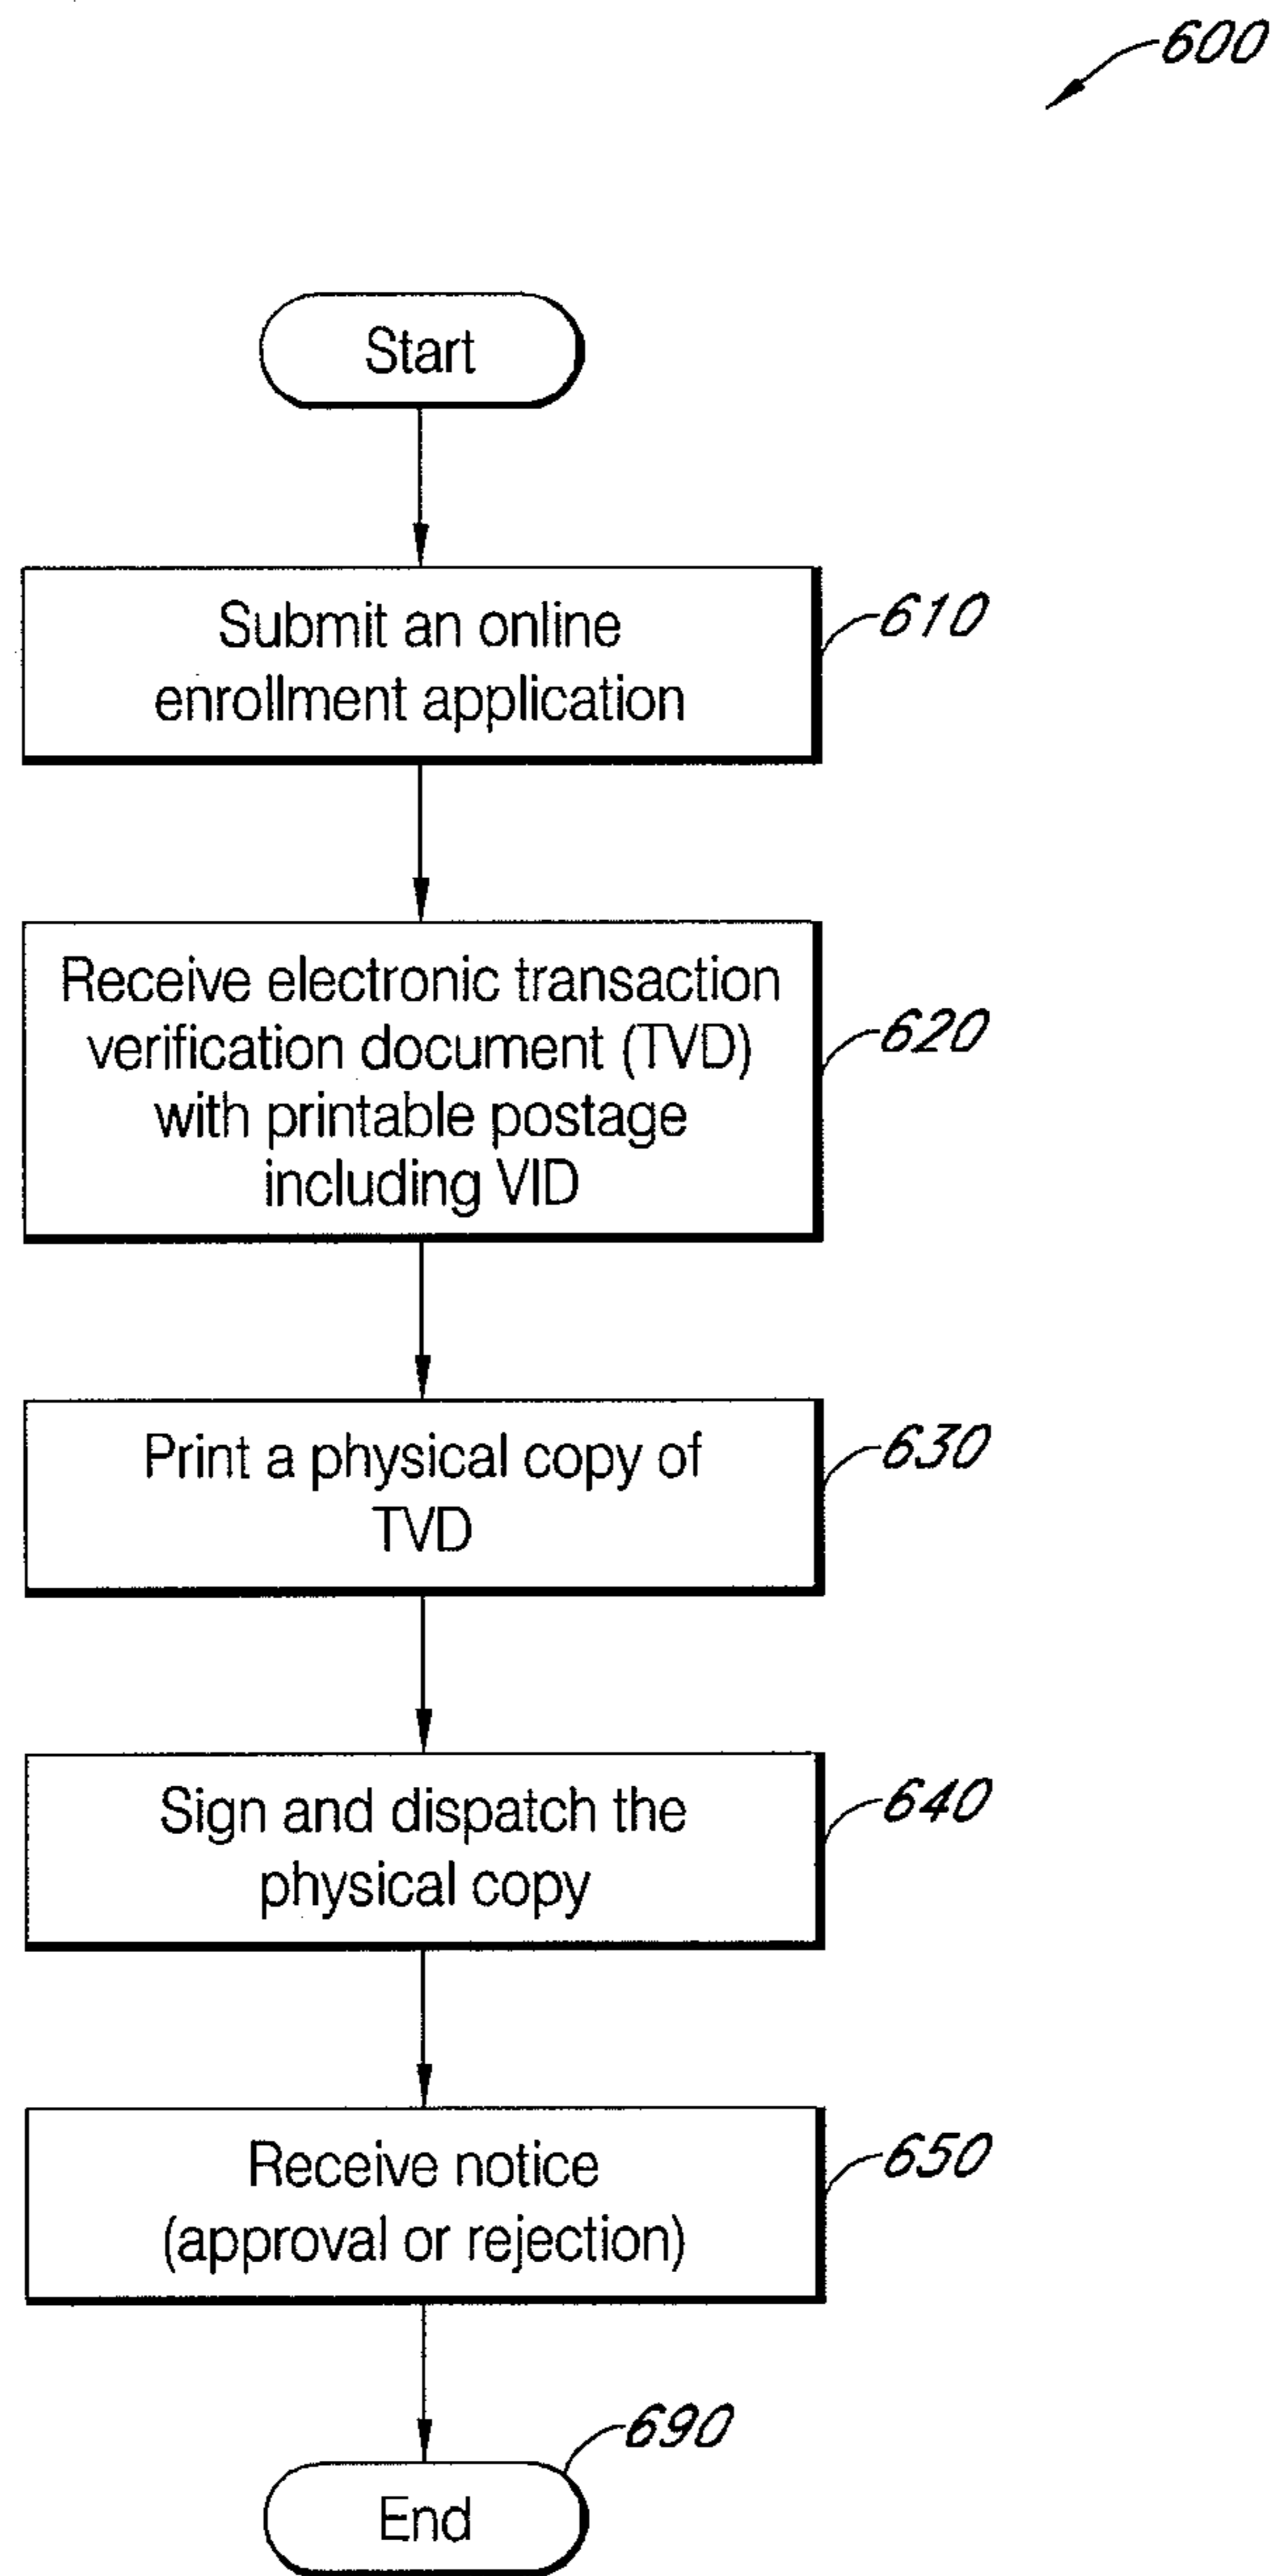 600
Start
Submit an online
enrollment application
610
Receive electronic transaction
verification document (TVD)
with printable postage
including VID
620
Print a physical copy of
TVD
630
Sign and dispatch the
physical copy
640
Receive notice
(approval or rejection)
650
690
End